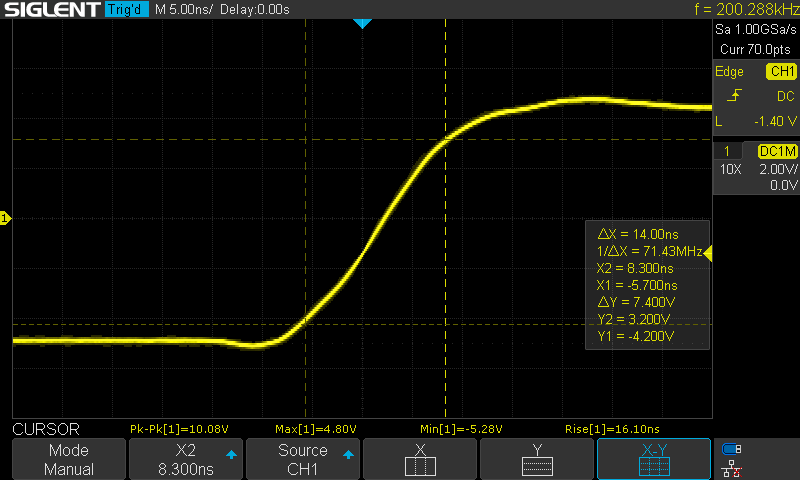 SIGLENT Trig'd M 5.00ns/ Delay:0.00s f = 200.288kHz
Sa 1.00GSa/s
Curr 70.0pts
Edge CH1
DC
L -1.40 V
1 DC1M
10X 2.00V/
0.0V
1
ΔX = 14.00ns
1/ΔX = 71.43MHz
X2 = 8.300ns
X1 = -5.700ns
ΔY = 7.400V
Y2 = 3.200V
Y1 = -4.200V
CURSOR Pk-Pk[1]=10.08V Max[1]=4.80V Min[1]=-5.28V Rise[1]=16.10ns
Mode X2 Source X Y X-Y
Manual 8.300ns CH1